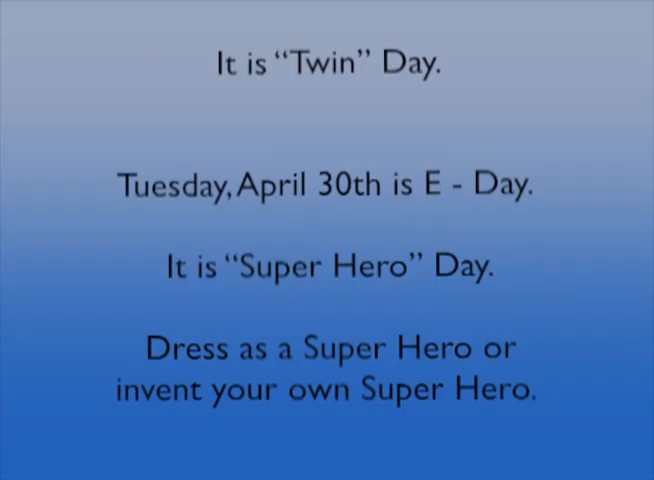 It is “Twin” Day.
Tuesday, April 30th is E - Day.
It is “Super Hero” Day.
Dress as a Super Hero or
invent your own Super Hero.